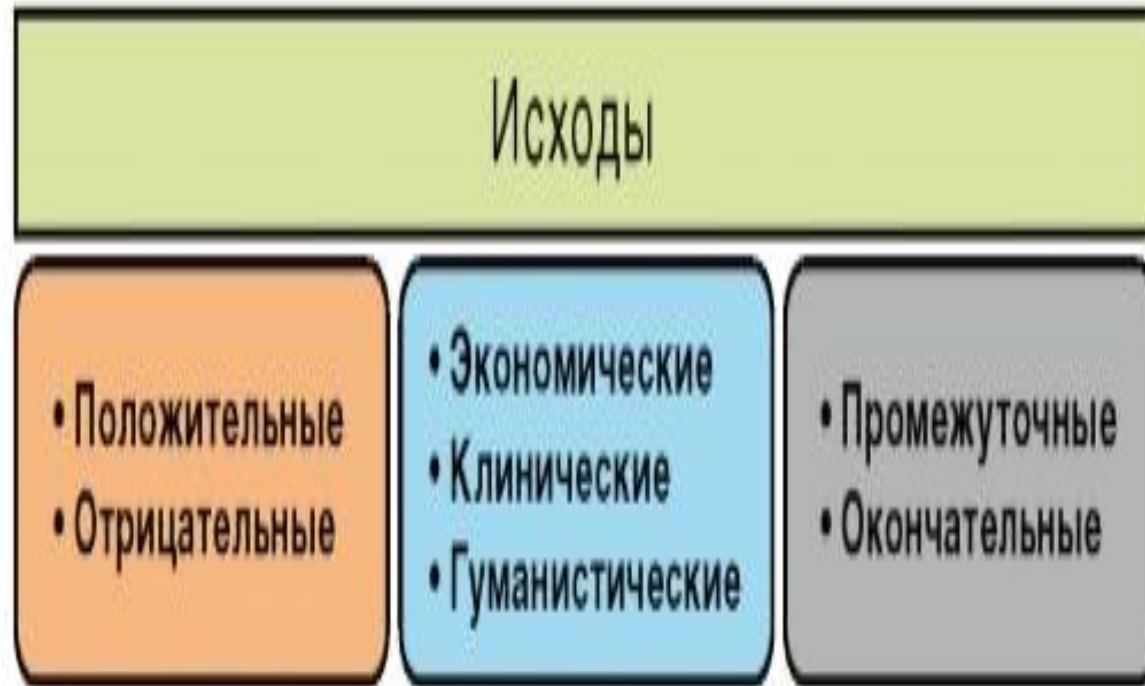 Исходы
• Положительные
• Отрицательные
• Экономические
• Клинические
• Гуманистические
• Промежуточные
• Окончательные